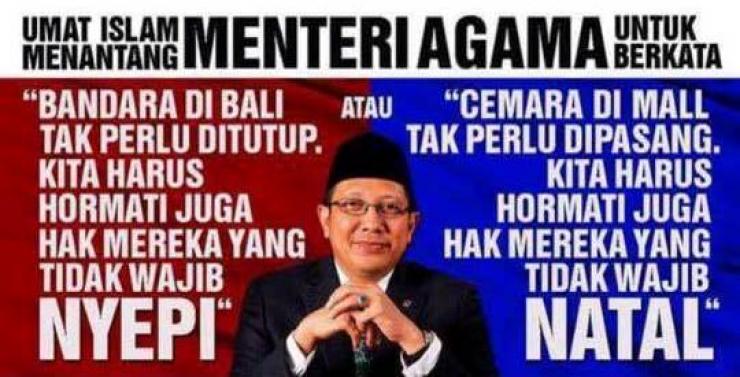 UMAT ISLAM
MENANTANG
MENTERI AGAMA
UNTUK
BERKATA
"BANDARA DI BALI
TAK PERLU DITUTUP.
KITA HARUS
HORMATI JUGA
HAK MEREKA YANG
TIDAK WAJIB
NYEPI"
ATAU
"CEMARA DI MALL
TAK PERLU DIPASANG.
KITA HARUS
HORMATI JUGA
HAK MEREKA YANG
TIDAK WAJIB
NATAL"